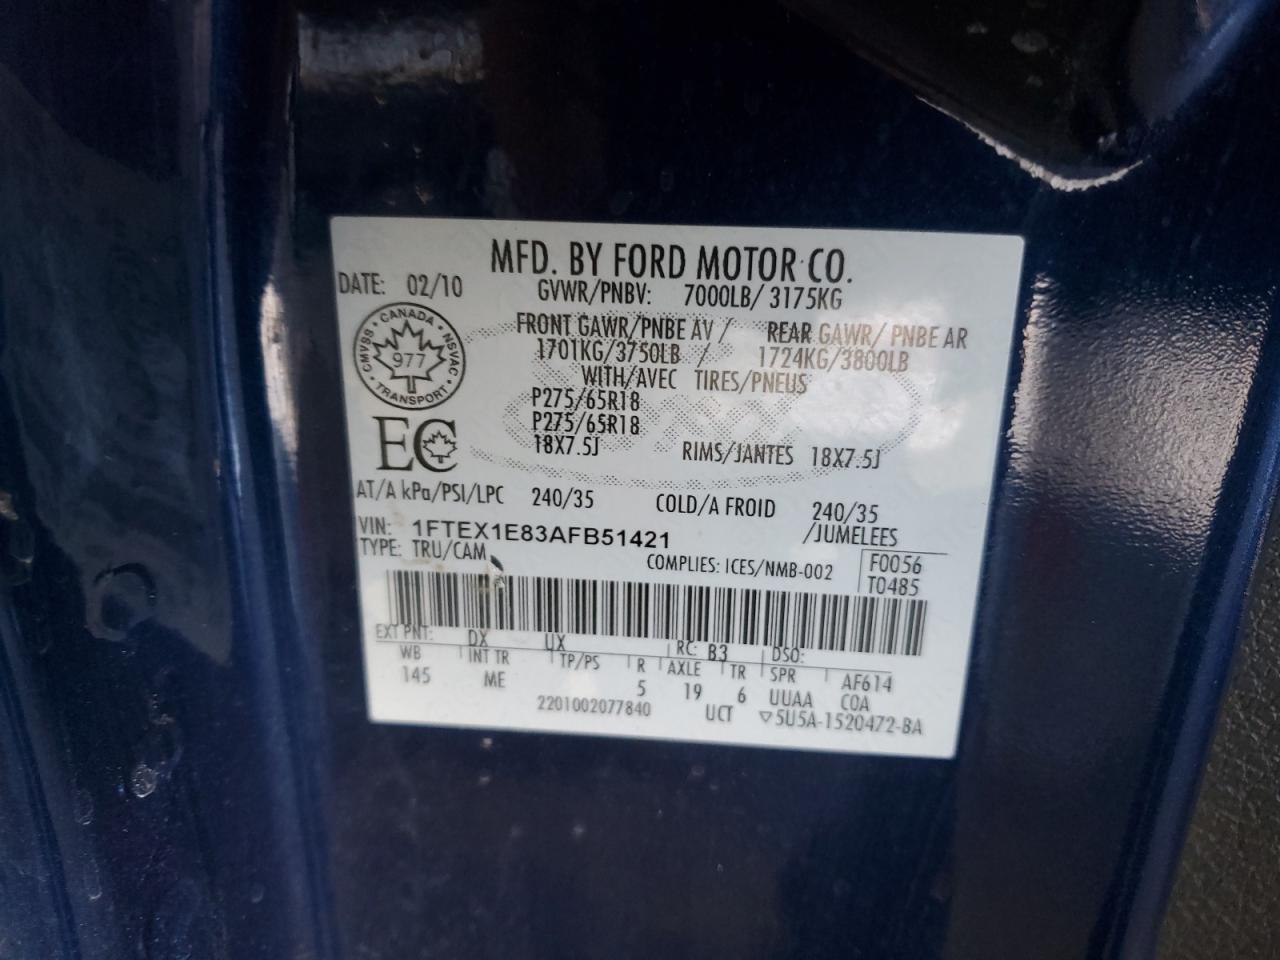 MFD. BY FORD MOTOR CO.
DATE: 02/10 GVWR/PNBV: 7000LB/ 3175KG
CANADA CMVSS NSVAC 977 TRANSPORT
FRONT GAWR/PNBE AV / REAR GAWR/ PNBE AR
1701KG/3750LB / 1724KG/3800LB
WITH/AVEC TIRES/PNEUS
P275/65R18
P275/65R18
EC
18X7.5J RIMS/JANTES 18X7.5J
AT/A kPa/PSI/LPC 240/35 COLD/A FROID 240/35
VIN: 1FTEX1E83AFB51421 /JUMELEES
TYPE: TRU/CAM COMPLIES: ICES/NMB-002 F0056
T0485
EXT PNT: DX UX RC: B3 DSO:
WB INT TR TP/PS R AXLE TR SPR AF614
145 ME 5 19 6 UUAA COA
2201002077840 UCT ▽5U5A-1520472-BA